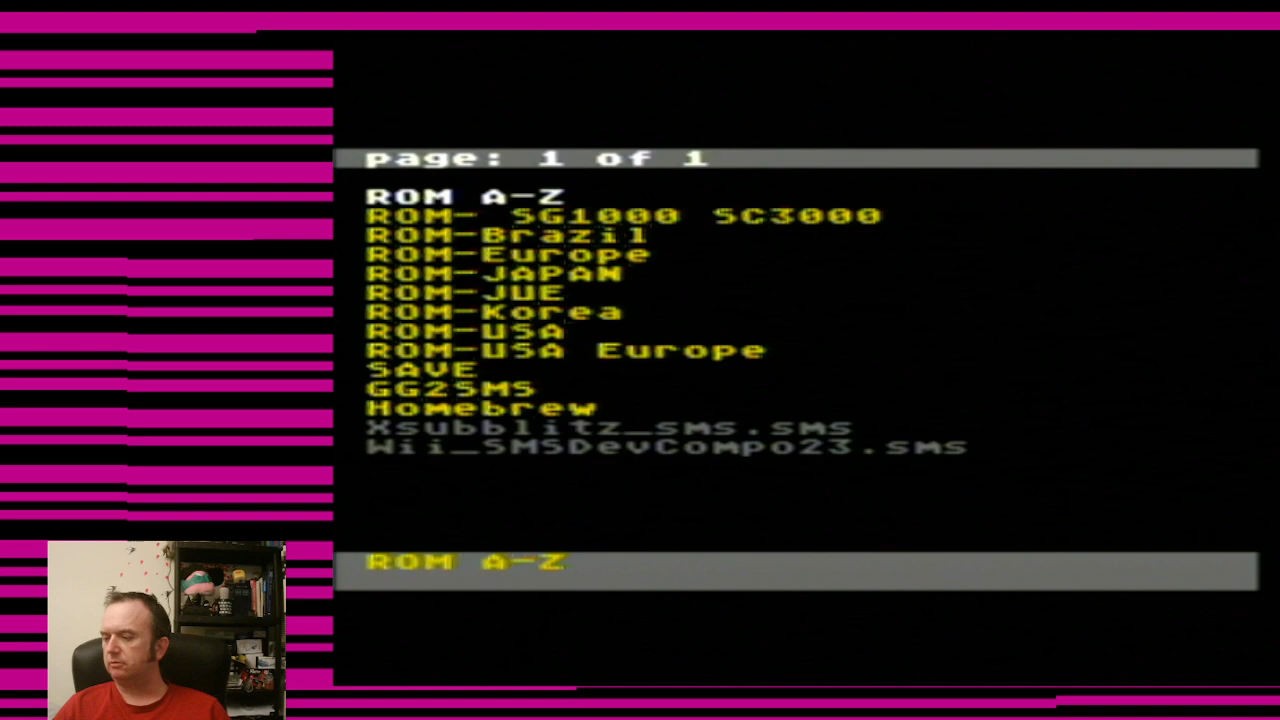 page: 1 of 1
ROM A-Z
ROM- SG1000 SC3000
ROM-Brazil
ROM-Europe
ROM-JAPAN
ROM-JUE
ROM-Korea
ROM-USA
ROM-USA Europe
SAVE
GG2SMS
Homebrew
Xsubblitz_sms.sms
Wii_SMSDevCompo23.sms
ROM A-Z